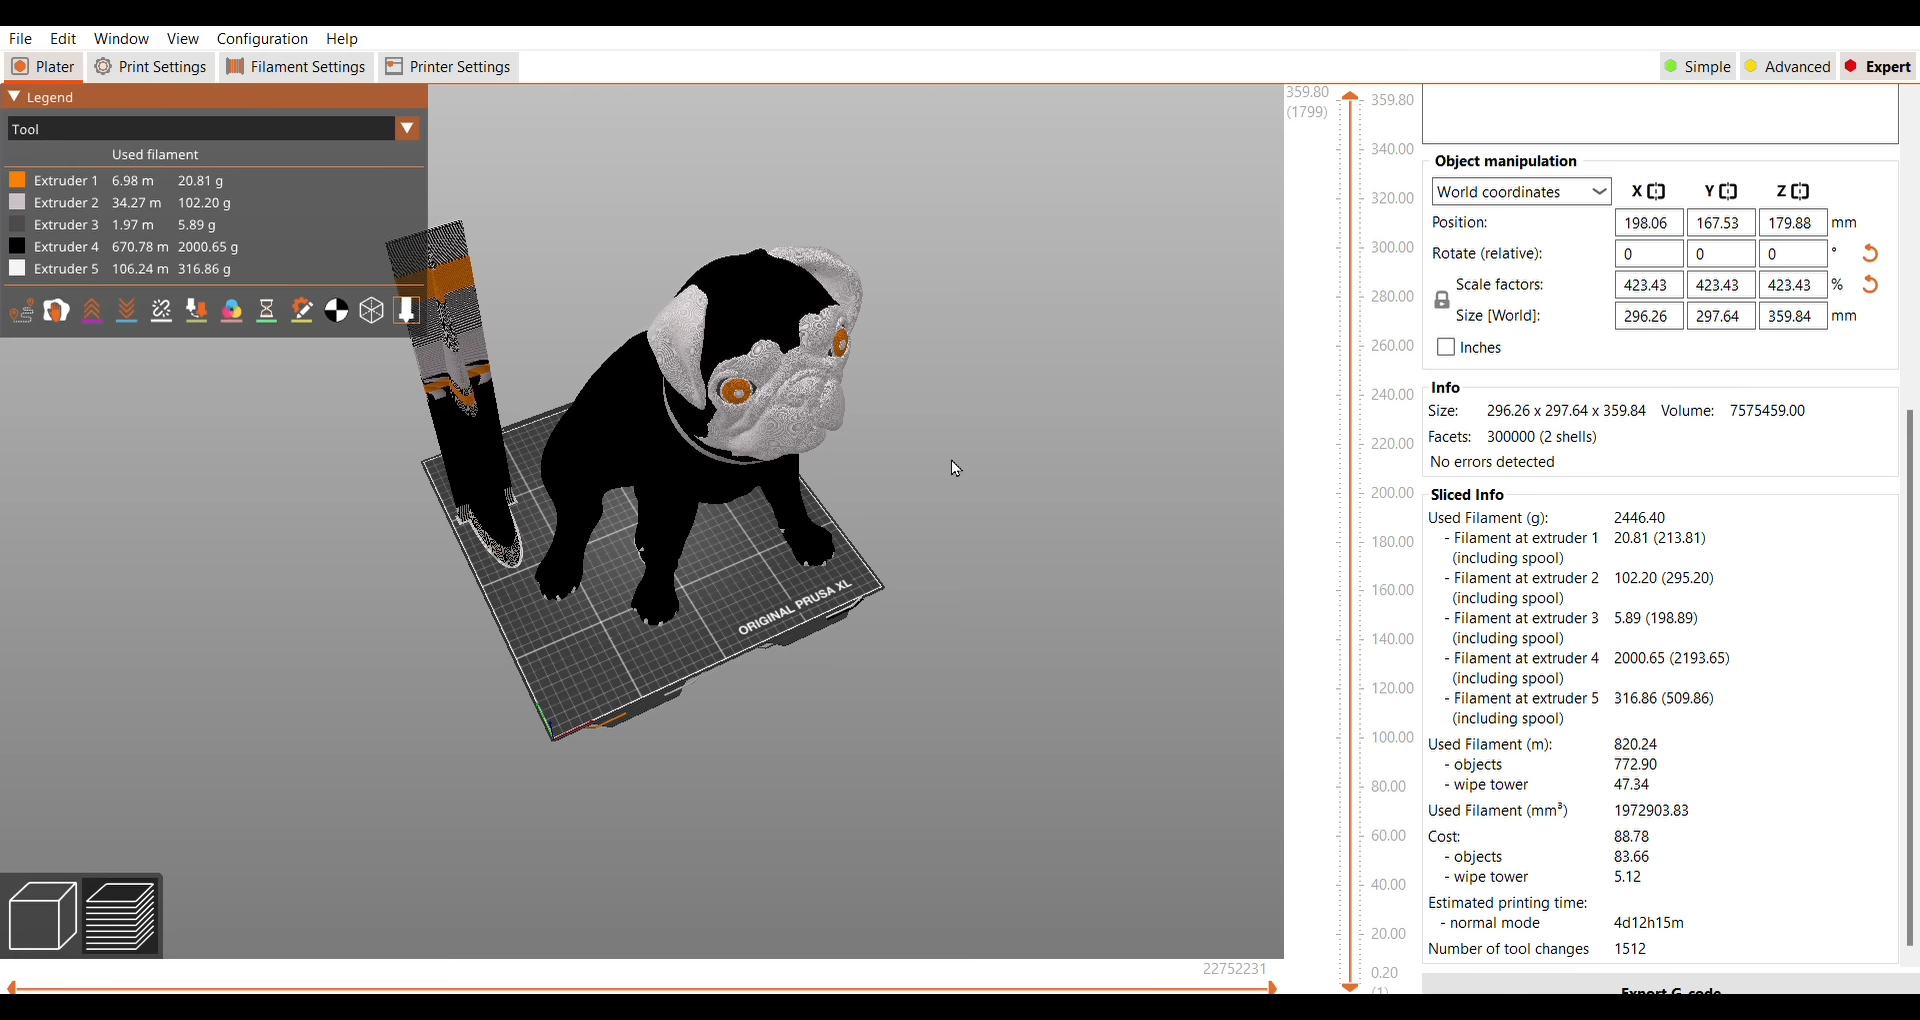 File Edit Window View Configuration Help
Plater Print Settings Filament Settings Printer Settings Simple Advanced Expert
Legend
Tool
Used filament
Extruder 1 6.98 m 20.81 g
Extruder 2 34.27 m 102.20 g
Extruder 3 1.97 m 5.89 g
Extruder 4 670.78 m 2000.65 g
Extruder 5 106.24 m 316.86 g
ORIGINAL PRUSA XL
22752231
359.80
(1799)
359.80
340.00
320.00
300.00
280.00
260.00
240.00
220.00
200.00
180.00
160.00
140.00
120.00
100.00
80.00
60.00
40.00
20.00
0.20
(1)
Object manipulation
World coordinates X Y Z
Position: 198.06 167.53 179.88 mm
Rotate (relative): 0 0 0 °
Scale factors: 423.43 423.43 423.43 %
Size [World]: 296.26 297.64 359.84 mm
Inches
Info
Size: 296.26 x 297.64 x 359.84 Volume: 7575459.00
Facets: 300000 (2 shells)
No errors detected
Sliced Info
Used Filament (g): 2446.40
- Filament at extruder 1 20.81 (213.81)
(including spool)
- Filament at extruder 2 102.20 (295.20)
(including spool)
- Filament at extruder 3 5.89 (198.89)
(including spool)
- Filament at extruder 4 2000.65 (2193.65)
(including spool)
- Filament at extruder 5 316.86 (509.86)
(including spool)
Used Filament (m): 820.24
- objects 772.90
- wipe tower 47.34
Used Filament (mm³) 1972903.83
Cost: 88.78
- objects 83.66
- wipe tower 5.12
Estimated printing time:
- normal mode 4d12h15m
Number of tool changes 1512
Export G-code